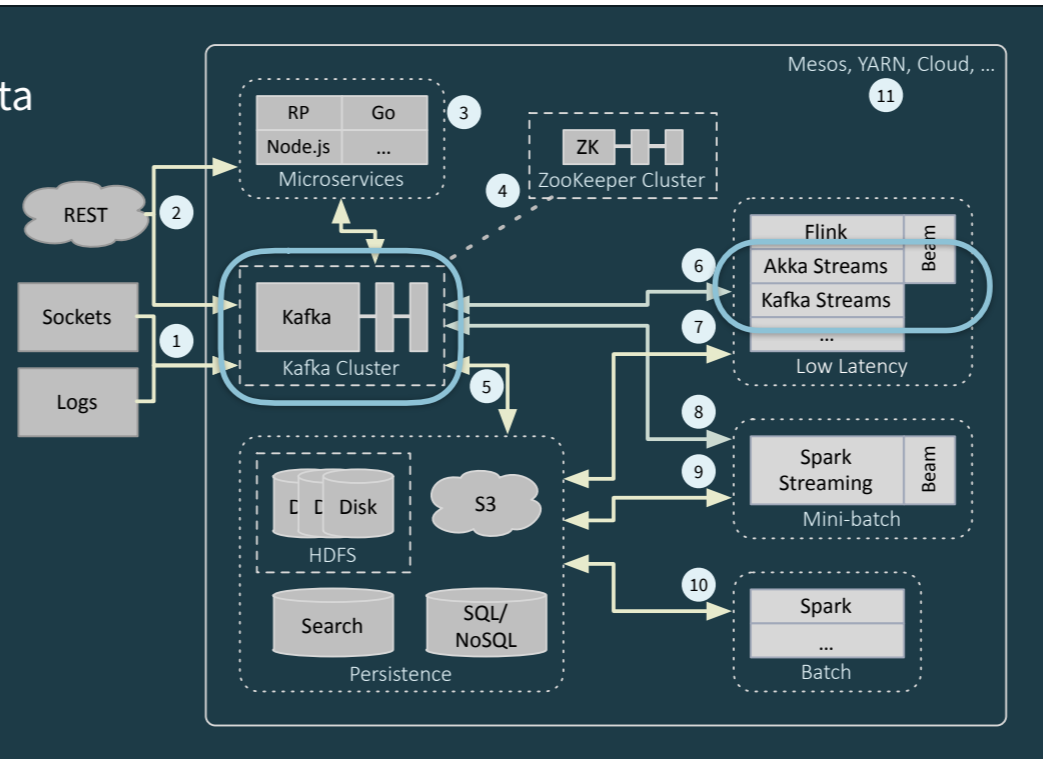 ta
Mesos, YARN, Cloud, ...
11
RP
Go
Node.js
...
Microservices
3
ZK
ZooKeeper Cluster
4
REST
2
Sockets
Logs
1
Kafka
Kafka Cluster
5
Flink
Beam
Akka Streams
Kafka Streams
...
Low Latency
6
7
8
Spark
Streaming
Beam
Mini-batch
9
D
D
Disk
HDFS
S3
Search
SQL/
NoSQL
Persistence
10
Spark
...
Batch